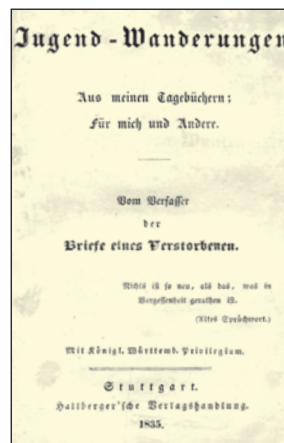 Jugend-Wanderungen
Aus meinen Tagebüchern;
Für mich und Andere.
Vom Verfasser
der
Briefe eines Verstorbenen.
Nichts ist so neu, als das, was in
Vergessenheit gerathen ist.
(Altes Sprüchwort.)
Mit Königl. Württemb. Privilegium.
Stuttgart.
Hallberger'sche Verlagshandlung.
1835.